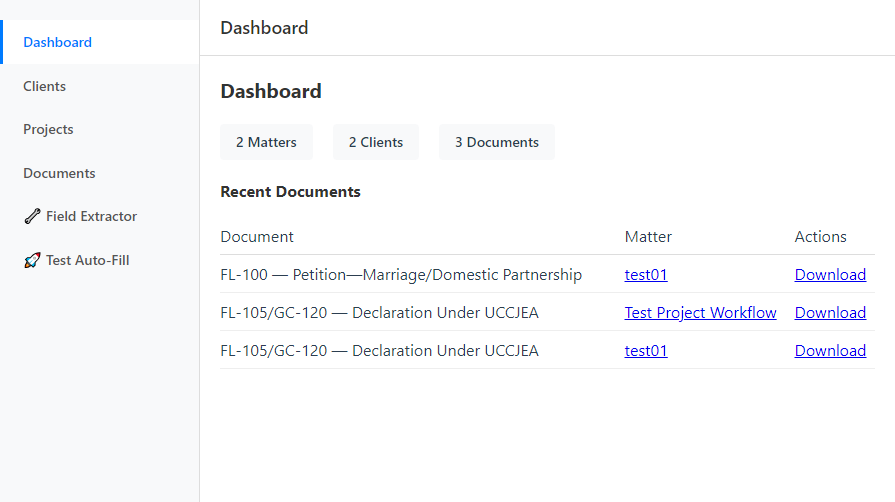 Dashboard
Clients
Projects
Documents
Field Extractor
Test Auto-Fill
Dashboard
Dashboard
2 Matters 2 Clients 3 Documents
Recent Documents
Document Matter Actions
FL-100 — Petition—Marriage/Domestic Partnership test01 Download
FL-105/GC-120 — Declaration Under UCCJEA Test Project Workflow Download
FL-105/GC-120 — Declaration Under UCCJEA test01 Download